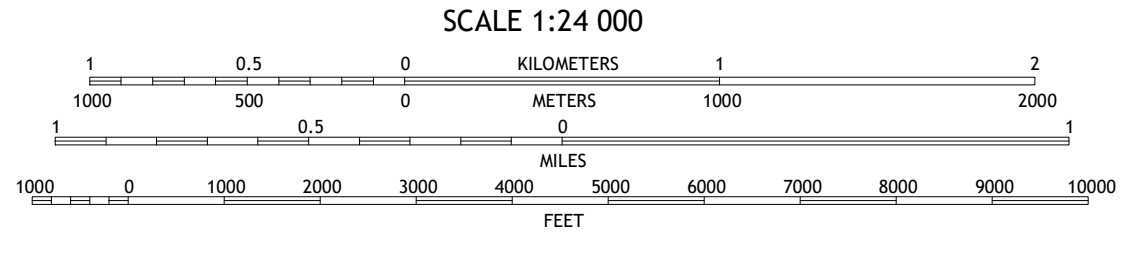 SCALE 1:24 000
1 0.5 0 KILOMETERS 1 2
1000 500 0 METERS 1000 2000
1 0.5 0 1
MILES
1000 0 1000 2000 3000 4000 5000 6000 7000 8000 9000 10000
FEET